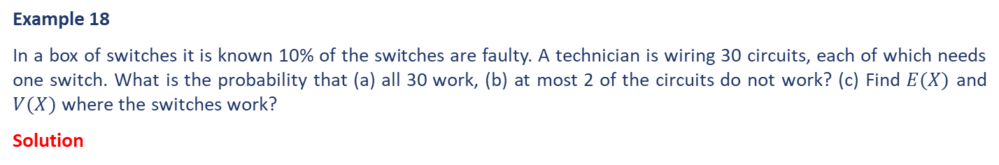 Example 18
In a box of switches it is known 10% of the switches are faulty. A technician is wiring 30 circuits, each of which needs
one switch. What is the probability that (a) all 30 work, (b) at most 2 of the circuits do not work? (c) Find E(X) and
V(X) where the switches work?
Solution